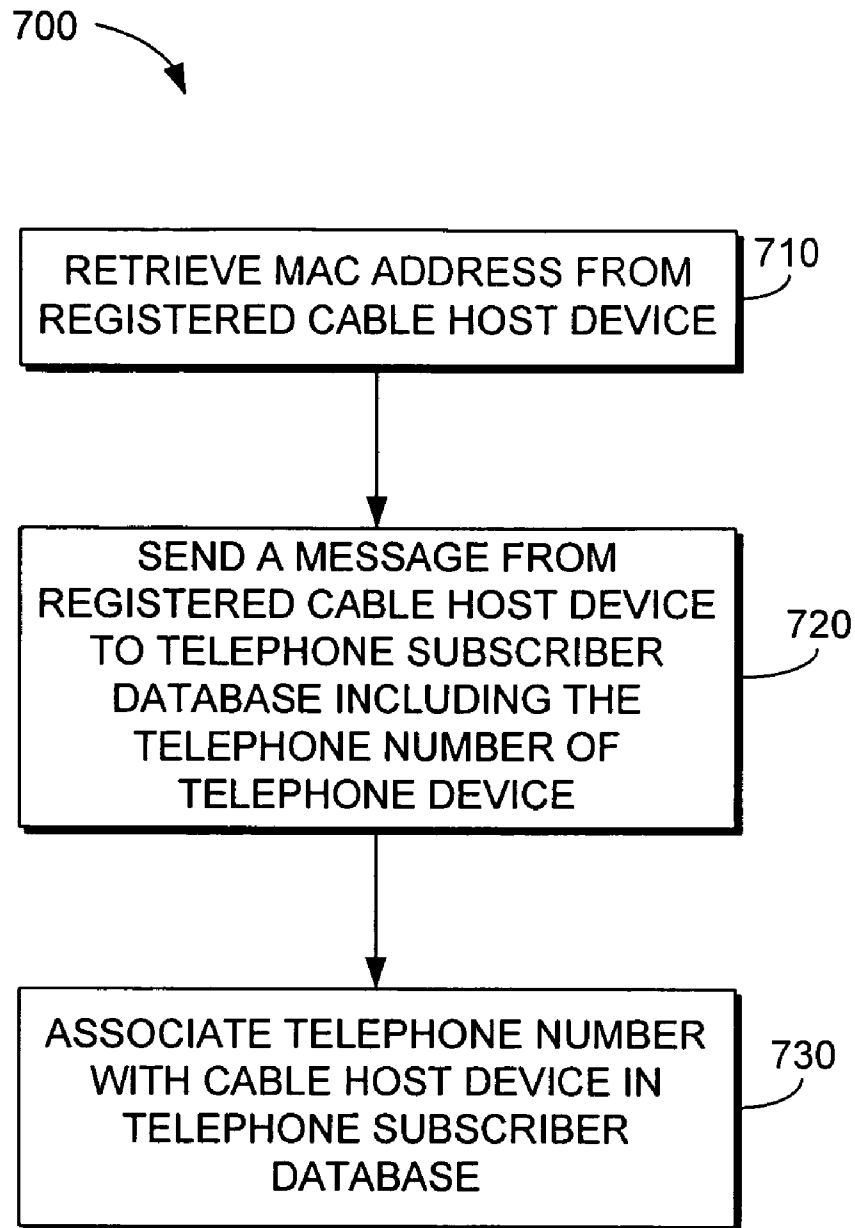 700
RETRIEVE MAC ADDRESS FROM
REGISTERED CABLE HOST DEVICE
710
SEND A MESSAGE FROM
REGISTERED CABLE HOST DEVICE
TO TELEPHONE SUBSCRIBER
DATABASE INCLUDING THE
TELEPHONE NUMBER OF
TELEPHONE DEVICE
720
ASSOCIATE TELEPHONE NUMBER
WITH CABLE HOST DEVICE IN
TELEPHONE SUBSCRIBER
DATABASE
730